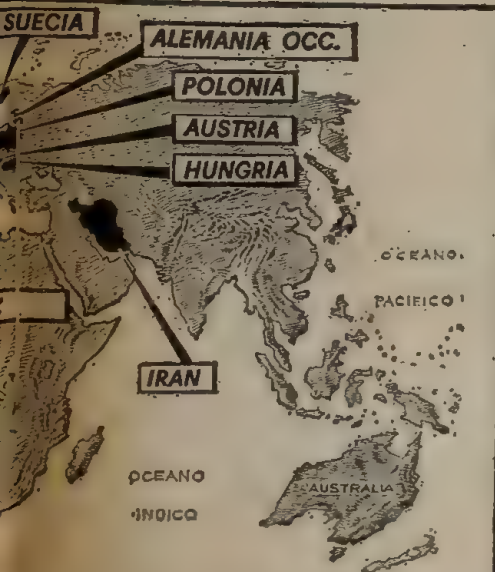 SUECIA
ALEMANIA OCC.
POLONIA
AUSTRIA
HUNGRIA
OCEANO
PACIFICO
IRAN
OCEANO
INDICO
AUSTRALIA